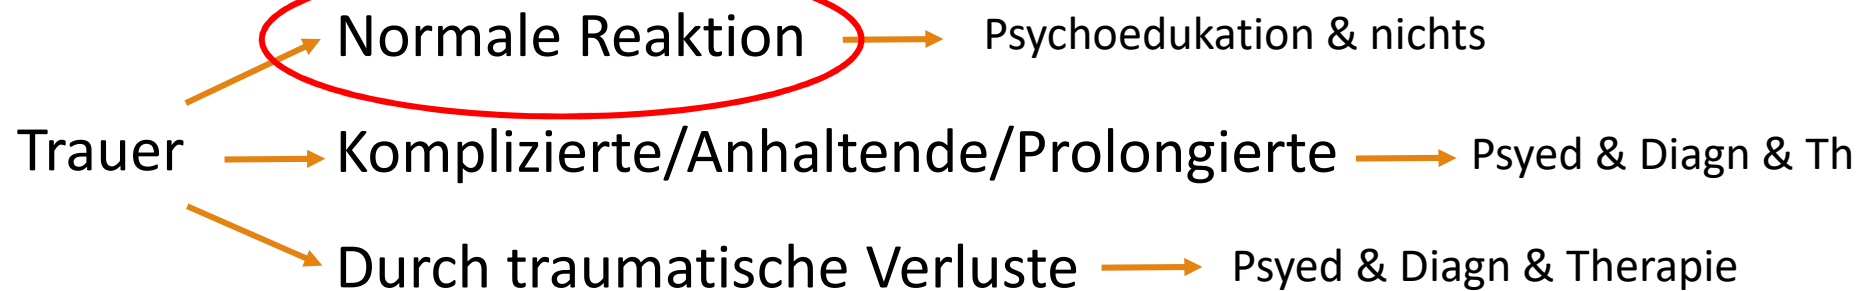 Normale Reaktion Psychoedukation & nichts
Trauer Komplizierte/Anhaltende/Prolongierte Psyed & Diagn & Th
Durch traumatische Verluste Psyed & Diagn & Therapie